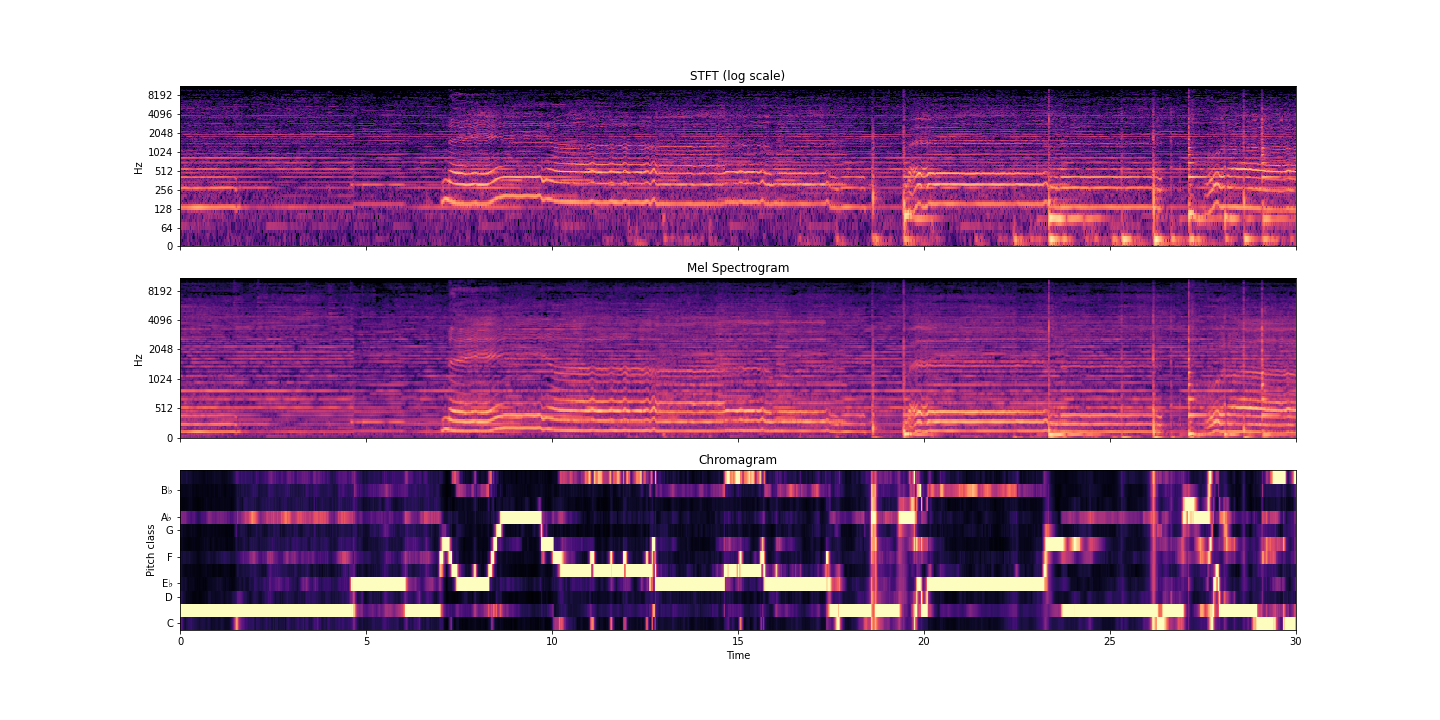 STFT (log scale)
Hz
8192
4096
2048
1024
512
256
128
64
0
Mel Spectrogram
Hz
8192
4096
2048
1024
512
0
Chromagram
Pitch class
B♭
A♭
G
F
E♭
D
C
0 5 10 15 20 25 30
Time